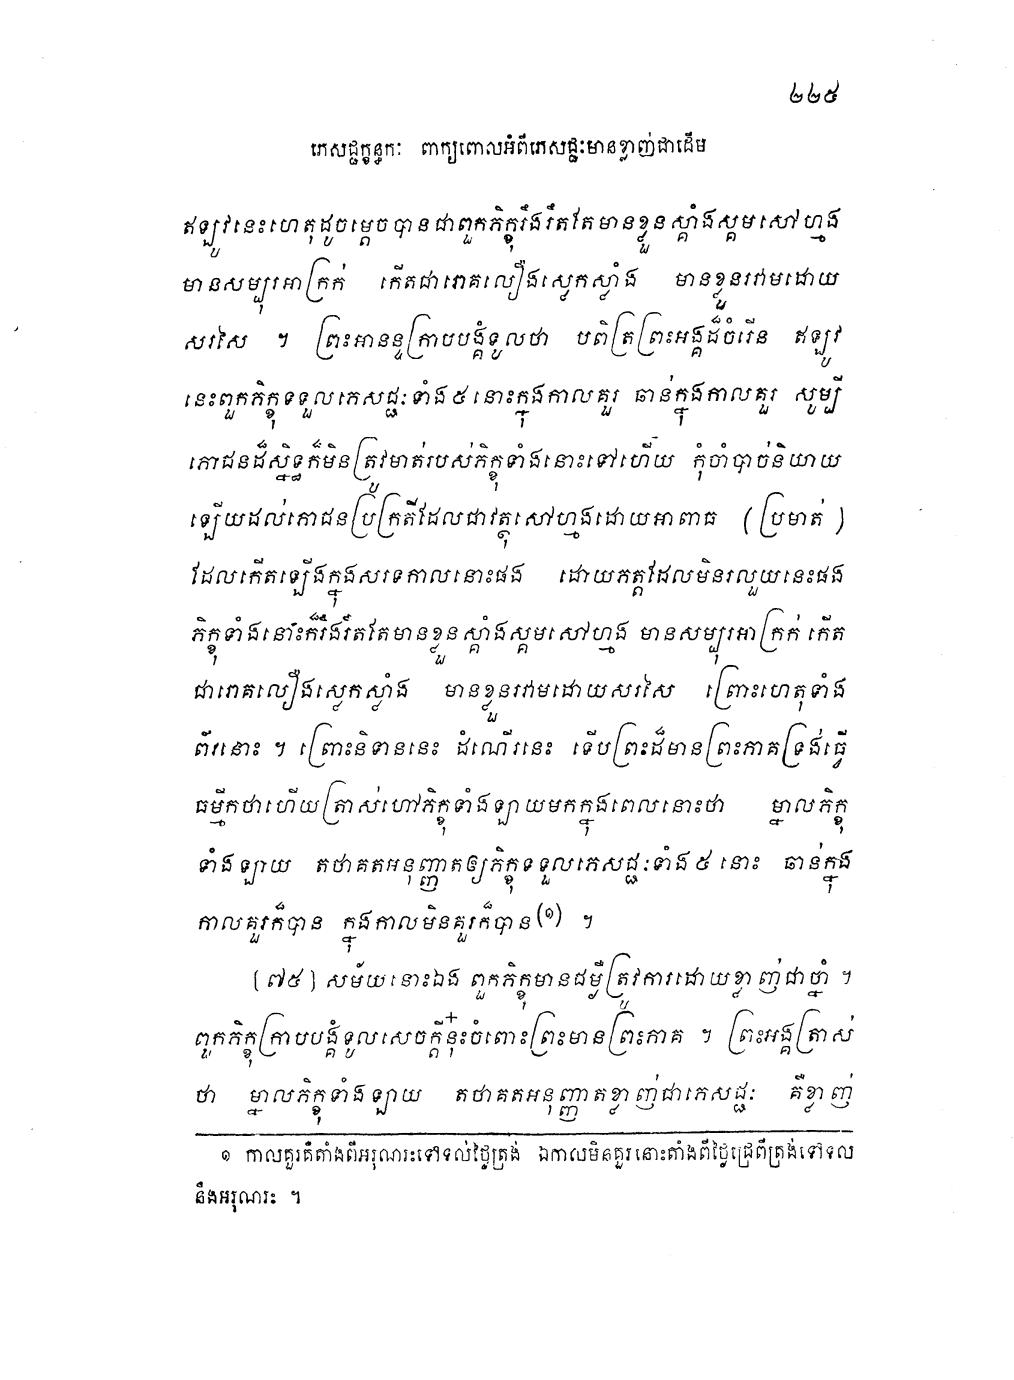 ២២៥
ភេសជ្ជក្ខន្ធកៈ ពាក្យពោលអំពីភេសជ្ជៈមានខ្លាញ់ជាដើម
ឥឡូវនេះហេតុដូចម្តេចបានជាពួកភិក្ខុរឹងរឹតតែមានខ្លួនស្គាំងស្គមសៅហ្មង
មានសម្បុរអាក្រក់ កើតជារោគលឿងស្លេកស្លាំង មានខ្លួនរវាមដោយ
សរសៃ ។ ព្រះអានន្ទក្រាបបង្គំទូលថា បពិត្រព្រះអង្គដ៏ចំរើន ឥឡូវ
នេះពួកភិក្ខុទទួលភេសជ្ជៈទាំង៥នោះក្នុងកាលគួរ ឆាន់ក្នុងកាលគួរ សូម្បី
ភោជនដ៏ស្និទ្ធក៏មិនត្រូវមាត់របស់ភិក្ខុទាំងនោះទៅហើយ កុំចាំបាច់និយាយ
ឡើយដល់ភោជនប្រក្រតីដែលជាវត្ថុសៅហ្មងដោយអាពាធ (ប្រមាត់)
ដែលកើតឡើងក្នុងសរទកាលនោះផង ដោយភត្តដែលមិនរលួយនេះផង
ភិក្ខុទាំងនោះក៏រឹងរឹតតែមានខ្លួនស្គាំងស្គមសៅហ្មង មានសម្បុរអាក្រក់ កើត
ជារោគលឿងស្លេកស្លាំង មានខ្លួនរវាមដោយសរសៃ ព្រោះហេតុទាំង
ពីរនោះ ។ ព្រោះនិទាននេះ ដំណើរនេះ ទើបព្រះដ៏មានព្រះភាគទ្រង់ធ្វើ
ធម្មីកថាហើយត្រាស់ហៅភិក្ខុទាំងឡាយមកក្នុងពេលនោះថា ម្នាលភិក្ខុ
ទាំងឡាយ តថាគតអនុញ្ញាតឲ្យភិក្ខុទទួលភេសជ្ជៈទាំង៥នោះ ឆាន់ក្នុង
កាលគួរក៏បាន ក្នុងកាលមិនគួរក៏បាន(១) ។
[៧៥] សម័យនោះឯង ពួកភិក្ខុមានជម្ងឺត្រូវការដោយខ្លាញ់ជាថ្នាំ ។
ពួកភិក្ខុក្រាបបង្គំទូលសេចក្តីនុ៎ះចំពោះព្រះមានព្រះភាគ ។ ព្រះអង្គត្រាស់
ថា ម្នាលភិក្ខុទាំងឡាយ តថាគតអនុញ្ញាតខ្លាញ់ជាភេសជ្ជៈ គឺខ្លាញ់
១ កាលគួរគឺតាំងពីអរុណរះទៅទល់ថ្ងៃត្រង់ ឯកាលមិនគួរនោះតាំងពីថ្ងៃជ្រេពីត្រង់ទៅទល
នឹងអរុណរះ ។